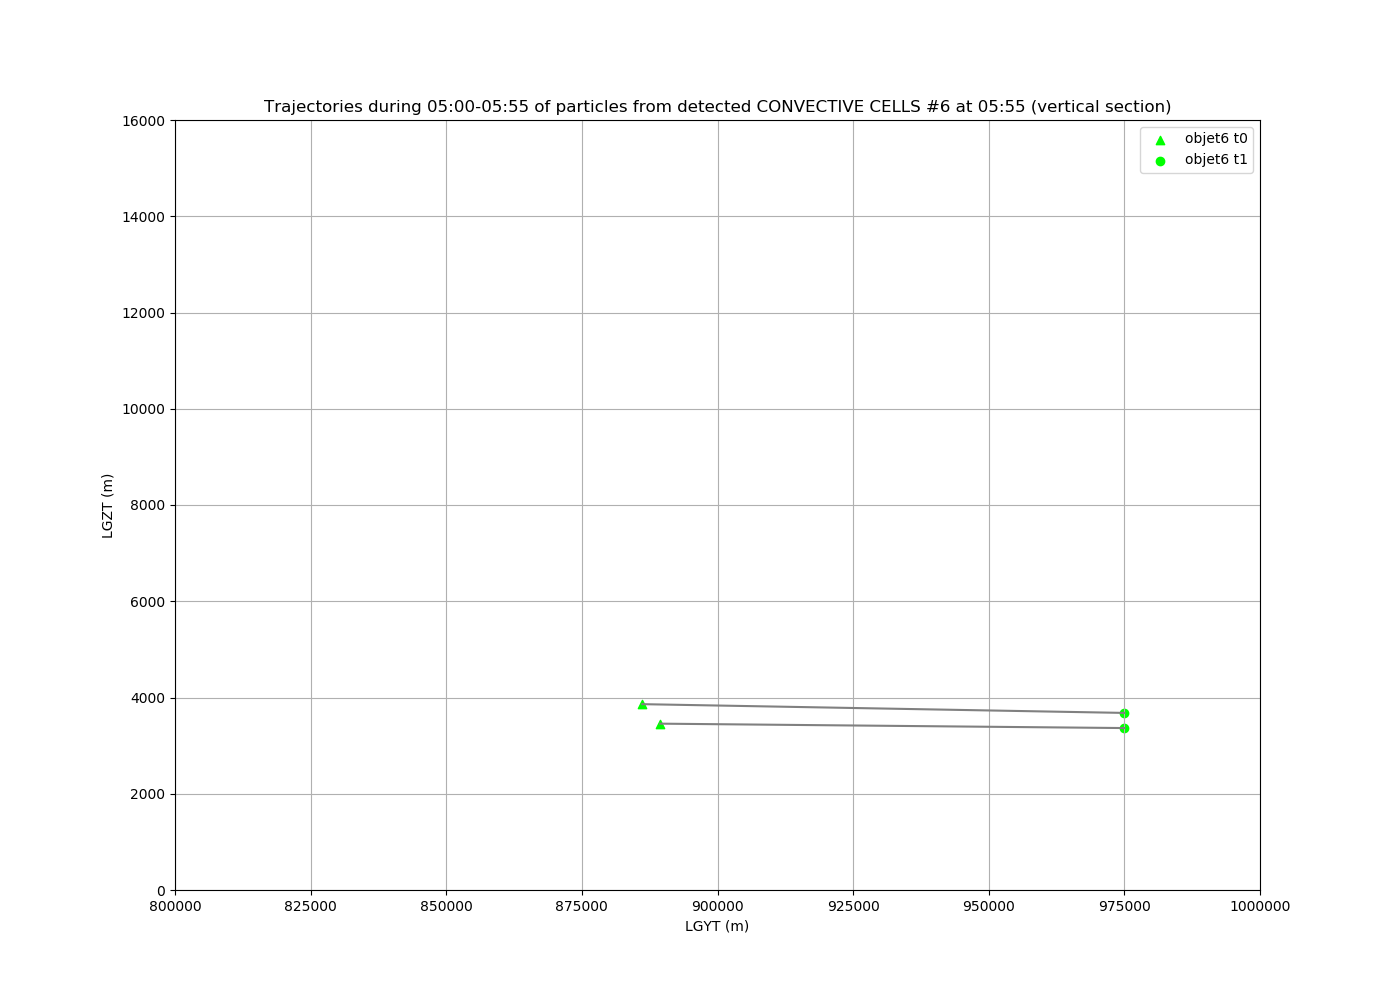 Trajectories during 05:00-05:55 of particles from detected CONVECTIVE CELLS #6 at 05:55 (vertical section)
objet6 t0
objet6 t1
16000
14000
12000
10000
8000
6000
4000
2000
0
LGZT (m)
800000 825000 850000 875000 900000 925000 950000 975000 1000000
LGYT (m)